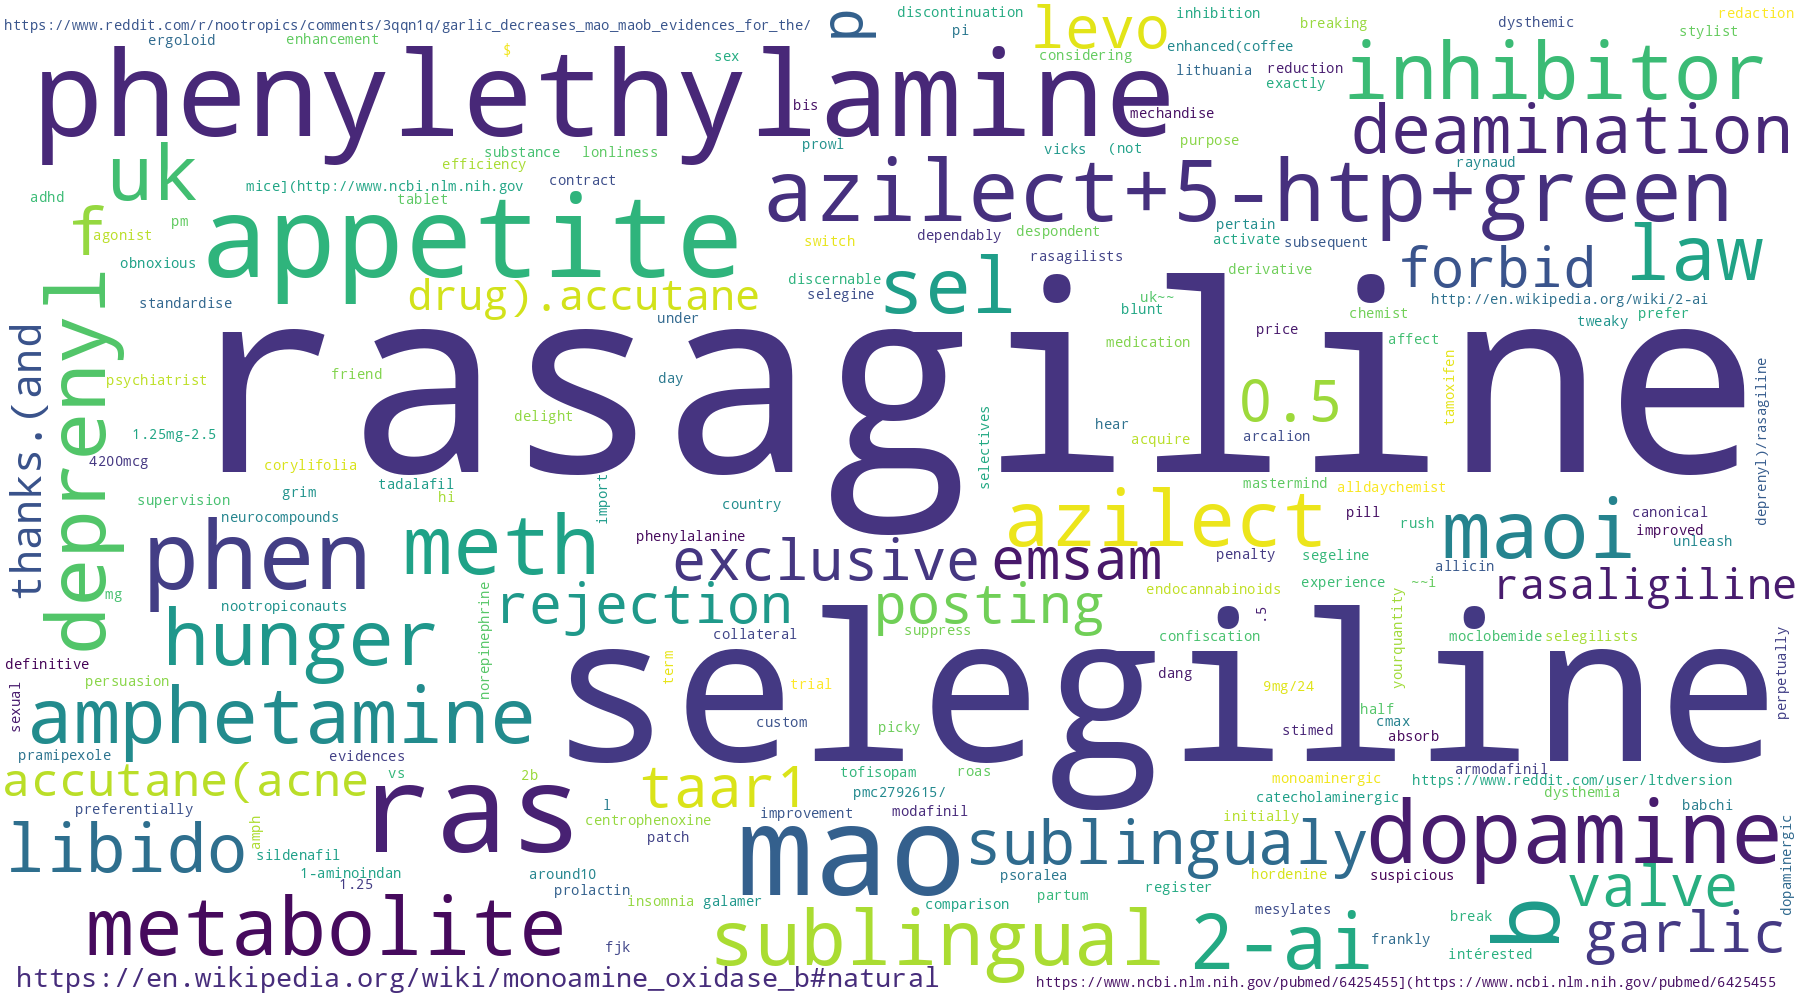 https://www.reddit.com/r/nootropics/comments/3qqn1q/garlic_decreases_mao_maob_evidences_for_the/
p
levo
discontinuation
inhibition
breaking
dysthemic
redaction
ergoloid
enhancement
$
sex
pi
considering
enhanced(coffee
stylist
phenylethylamine
lithuania
reduction
exactly
inhibitor
bis
mechandise
deamination
uk
substance
lonliness
prowl
vicks
(not
purpose
efficiency
raynaud
adhd
mice](http://www.ncbi.nlm.nih.gov
contract
tablet
azilect+5-htp+green
f
pm
agonist
appetite
switch
dependably
despondent
pertain
activate
subsequent
forbid
law
obnoxious
rasagilists
discernable
sel
derivative
standardise
drug).accutane
selegine
uk~~
blunt
http://en.wikipedia.org/wiki/2-ai
chemist
prefer
tweaky
under
price
affect
medication
thanks.(and
deprenyl
rasagiline
psychiatrist
friend
day
0.5
tamoxifen
deprenyl)/rasagiline
delight
selectives
hear
acquire
arcalion
1.25mg-2.5
4200mcg
corylifolia
tadalafil
hi
import
country
mastermind
alldaychemist
supervision
grim
neurocompounds
azilect
pill
rush
maoi
canonical
improved
unleash
phen
meth
phenylalanine
exclusive
emsam
penalty
segeline
allicin
mg
nootropiconauts
norepinephrine
rejection
posting
endocannabinoids
experience
~~i
rasaligiline
hunger
collateral
suppress
.5
confiscation
yourquantity
moclobemide
selegilists
perpetually
definitive
persuasion
term
trial
dang
9mg/24
selegiline
sexual
amphetamine
custom
picky
stimed
half
cmax
absorb
pramipexole
evidences
accutane(acne
vs
ras
2b
taar1
tofisopam
roas
monoaminergic
armodafinil
https://www.reddit.com/user/ltdversion
dysthemia
preferentially
l
pmc2792615/
catecholaminergic
babchi
centrophenoxine
improvement
modafinil
initially
amph
patch
libido
sildenafil
mao
sublingualy
dopamine
dopaminergic
1-aminoindan
1.25
around10
prolactin
psoralea
hordenine
suspicious
valve
insomnia
galamer
partum
register
comparison
metabolite
fjk
sublingual
mesylates
2-ai
frankly
break
intérested
b
garlic
https://en.wikipedia.org/wiki/monoamine_oxidase_b#natural
https://www.ncbi.nlm.nih.gov/pubmed/6425455](https://www.ncbi.nlm.nih.gov/pubmed/6425455